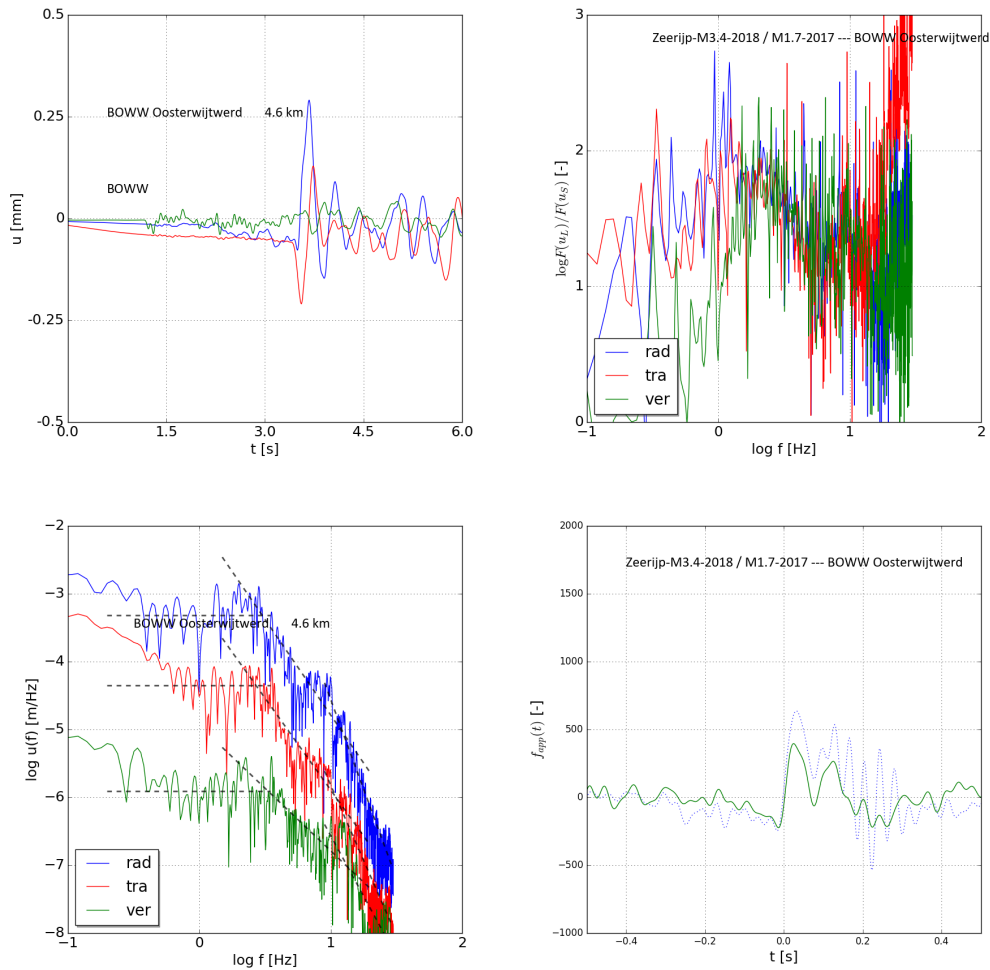 0.5
0.25
0
-0.25
-0.5
u [mm]
BOWW Oosterwijtwerd 4.6 km
BOWW
0.0 1.5 3.0 4.5 6.0
t [s]
3
2
1
0
logF(u_L)/F(u_S) [-]
Zeerijp-M3.4-2018 / M1.7-2017 --- BOWW Oosterwijtwerd
rad
tra
ver
−1 0 1 2
log f [Hz]
−2
−3
−4
−5
−6
−7
−8
log u(f) [m/Hz]
BOWW Oosterwijtwerd 4.6 km
rad
tra
ver
−1 0 1 2
log f [Hz]
2000
1500
1000
500
0
−500
−1000
f_app(t) [-]
Zeerijp-M3.4-2018 / M1.7-2017 --- BOWW Oosterwijtwerd
−0.4 −0.2 0.0 0.2 0.4
t [s]